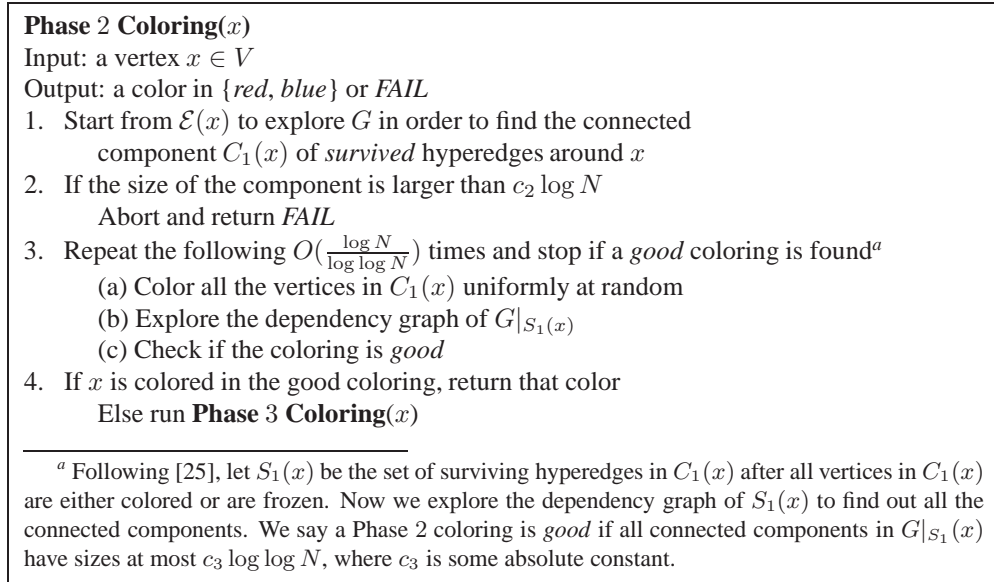 Phase 2 Coloring(x)
Input: a vertex x ∈ V
Output: a color in {red, blue} or FAIL
1. Start from ℰ(x) to explore G in order to find the connected
component C₁(x) of survived hyperedges around x
2. If the size of the component is larger than c₂ log N
Abort and return FAIL
3. Repeat the following O(log N / log log N) times and stop if a good coloring is foundᵃ
(a) Color all the vertices in C₁(x) uniformly at random
(b) Explore the dependency graph of G|S₁(x)
(c) Check if the coloring is good
4. If x is colored in the good coloring, return that color
Else run Phase 3 Coloring(x)
ᵃ Following [25], let S₁(x) be the set of surviving hyperedges in C₁(x) after all vertices in C₁(x)
are either colored or are frozen. Now we explore the dependency graph of S₁(x) to find out all the
connected components. We say a Phase 2 coloring is good if all connected components in G|S₁(x)
have sizes at most c₃ log log N, where c₃ is some absolute constant.